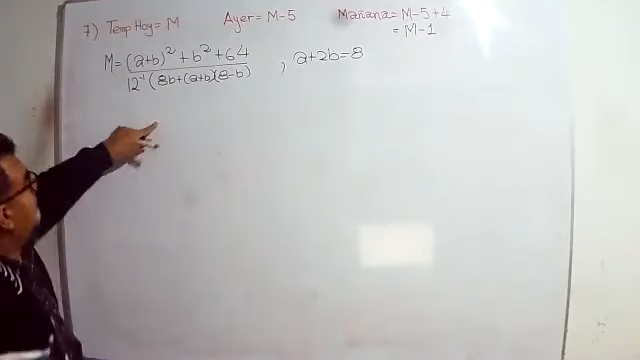 7) Temp Hoy = M Ayer = M-5 Mañana = M-5+4
= M-1
M = (a+b)² + b² + 64 , a+2b=8
12⁻¹ (8b+(a+b)(8-b)